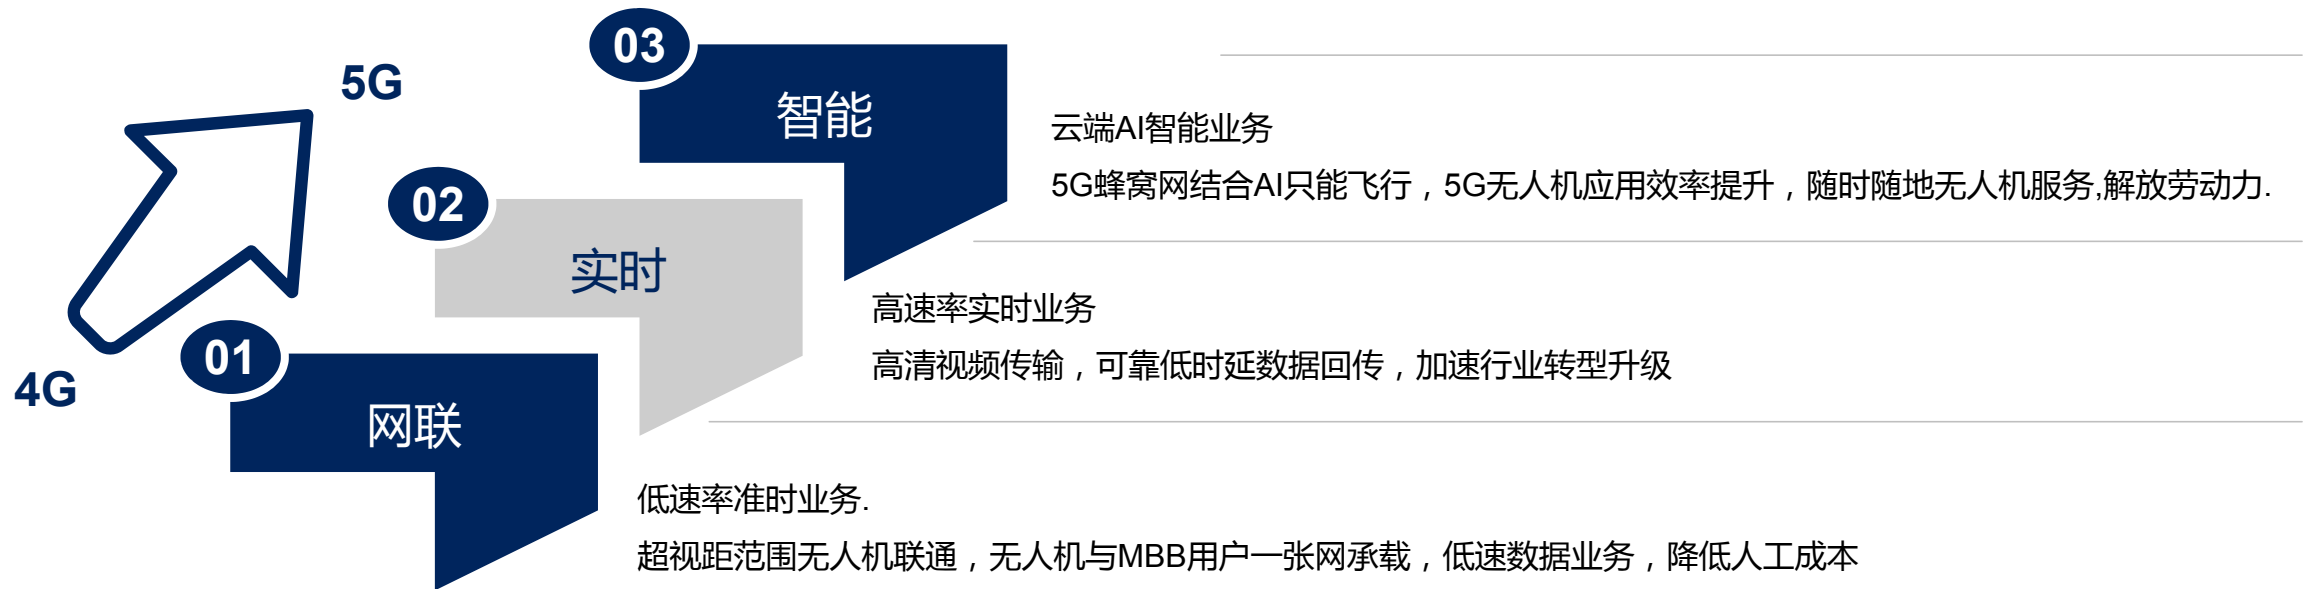 5G
4G
03
智能
云端AI智能业务
5G蜂窝网结合AI只能飞行，5G无人机应用效率提升，随时随地无人机服务,解放劳动力.
02
实时
高速率实时业务
高清视频传输，可靠低时延数据回传，加速行业转型升级
01
网联
低速率准时业务.
超视距范围无人机联通，无人机与MBB用户一张网承载，低速数据业务，降低人工成本